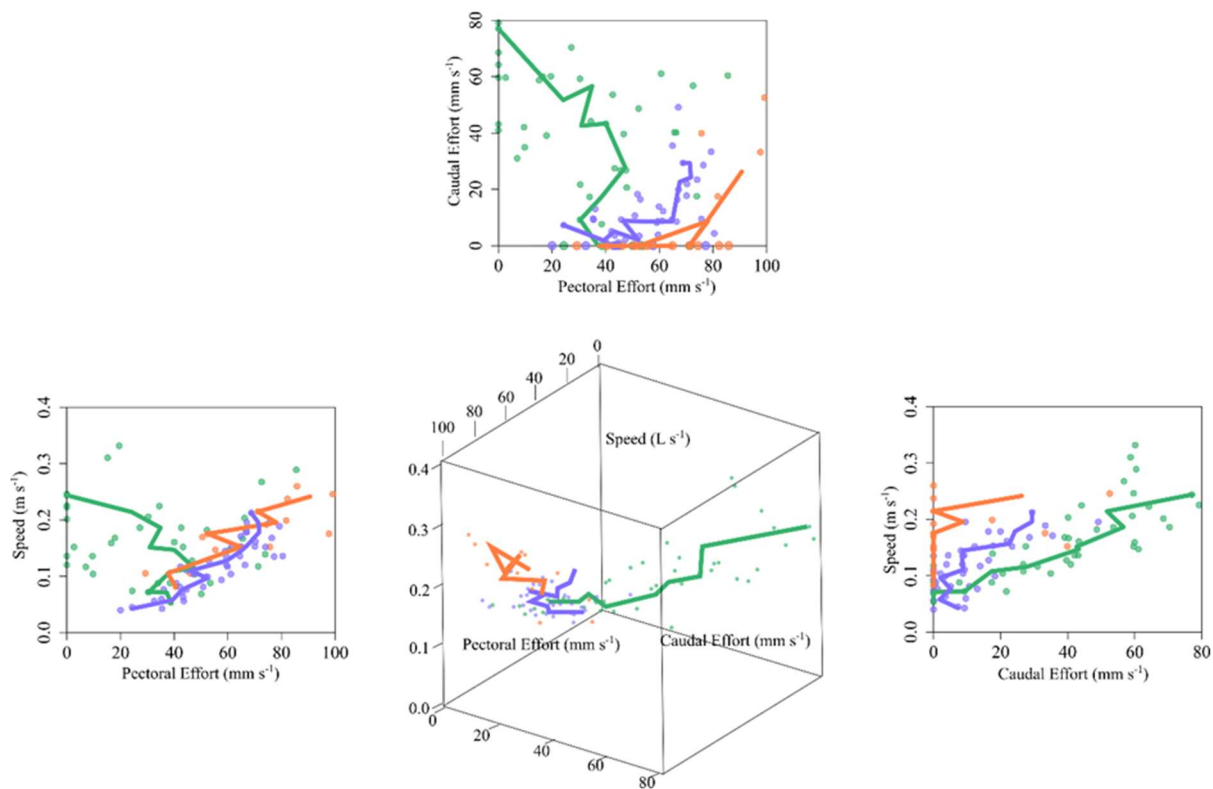 80
60
40
20
0
Caudal Effort (mm s⁻¹)
0 20 40 60 80 100
Pectoral Effort (mm s⁻¹)
0.4
0.3
0.2
0.1
0.0
Speed (m s⁻¹)
0 20 40 60 80 100
Pectoral Effort (mm s⁻¹)
0
20
40
60
80
100
Speed (L s⁻¹)
0.4
0.3
0.2
0.1
0.0
Pectoral Effort (mm s⁻¹)
Caudal Effort (mm s⁻¹)
0
20
40
60
80
0.4
0.3
0.2
0.1
0.0
Speed (m s⁻¹)
0 20 40 60 80
Caudal Effort (mm s⁻¹)